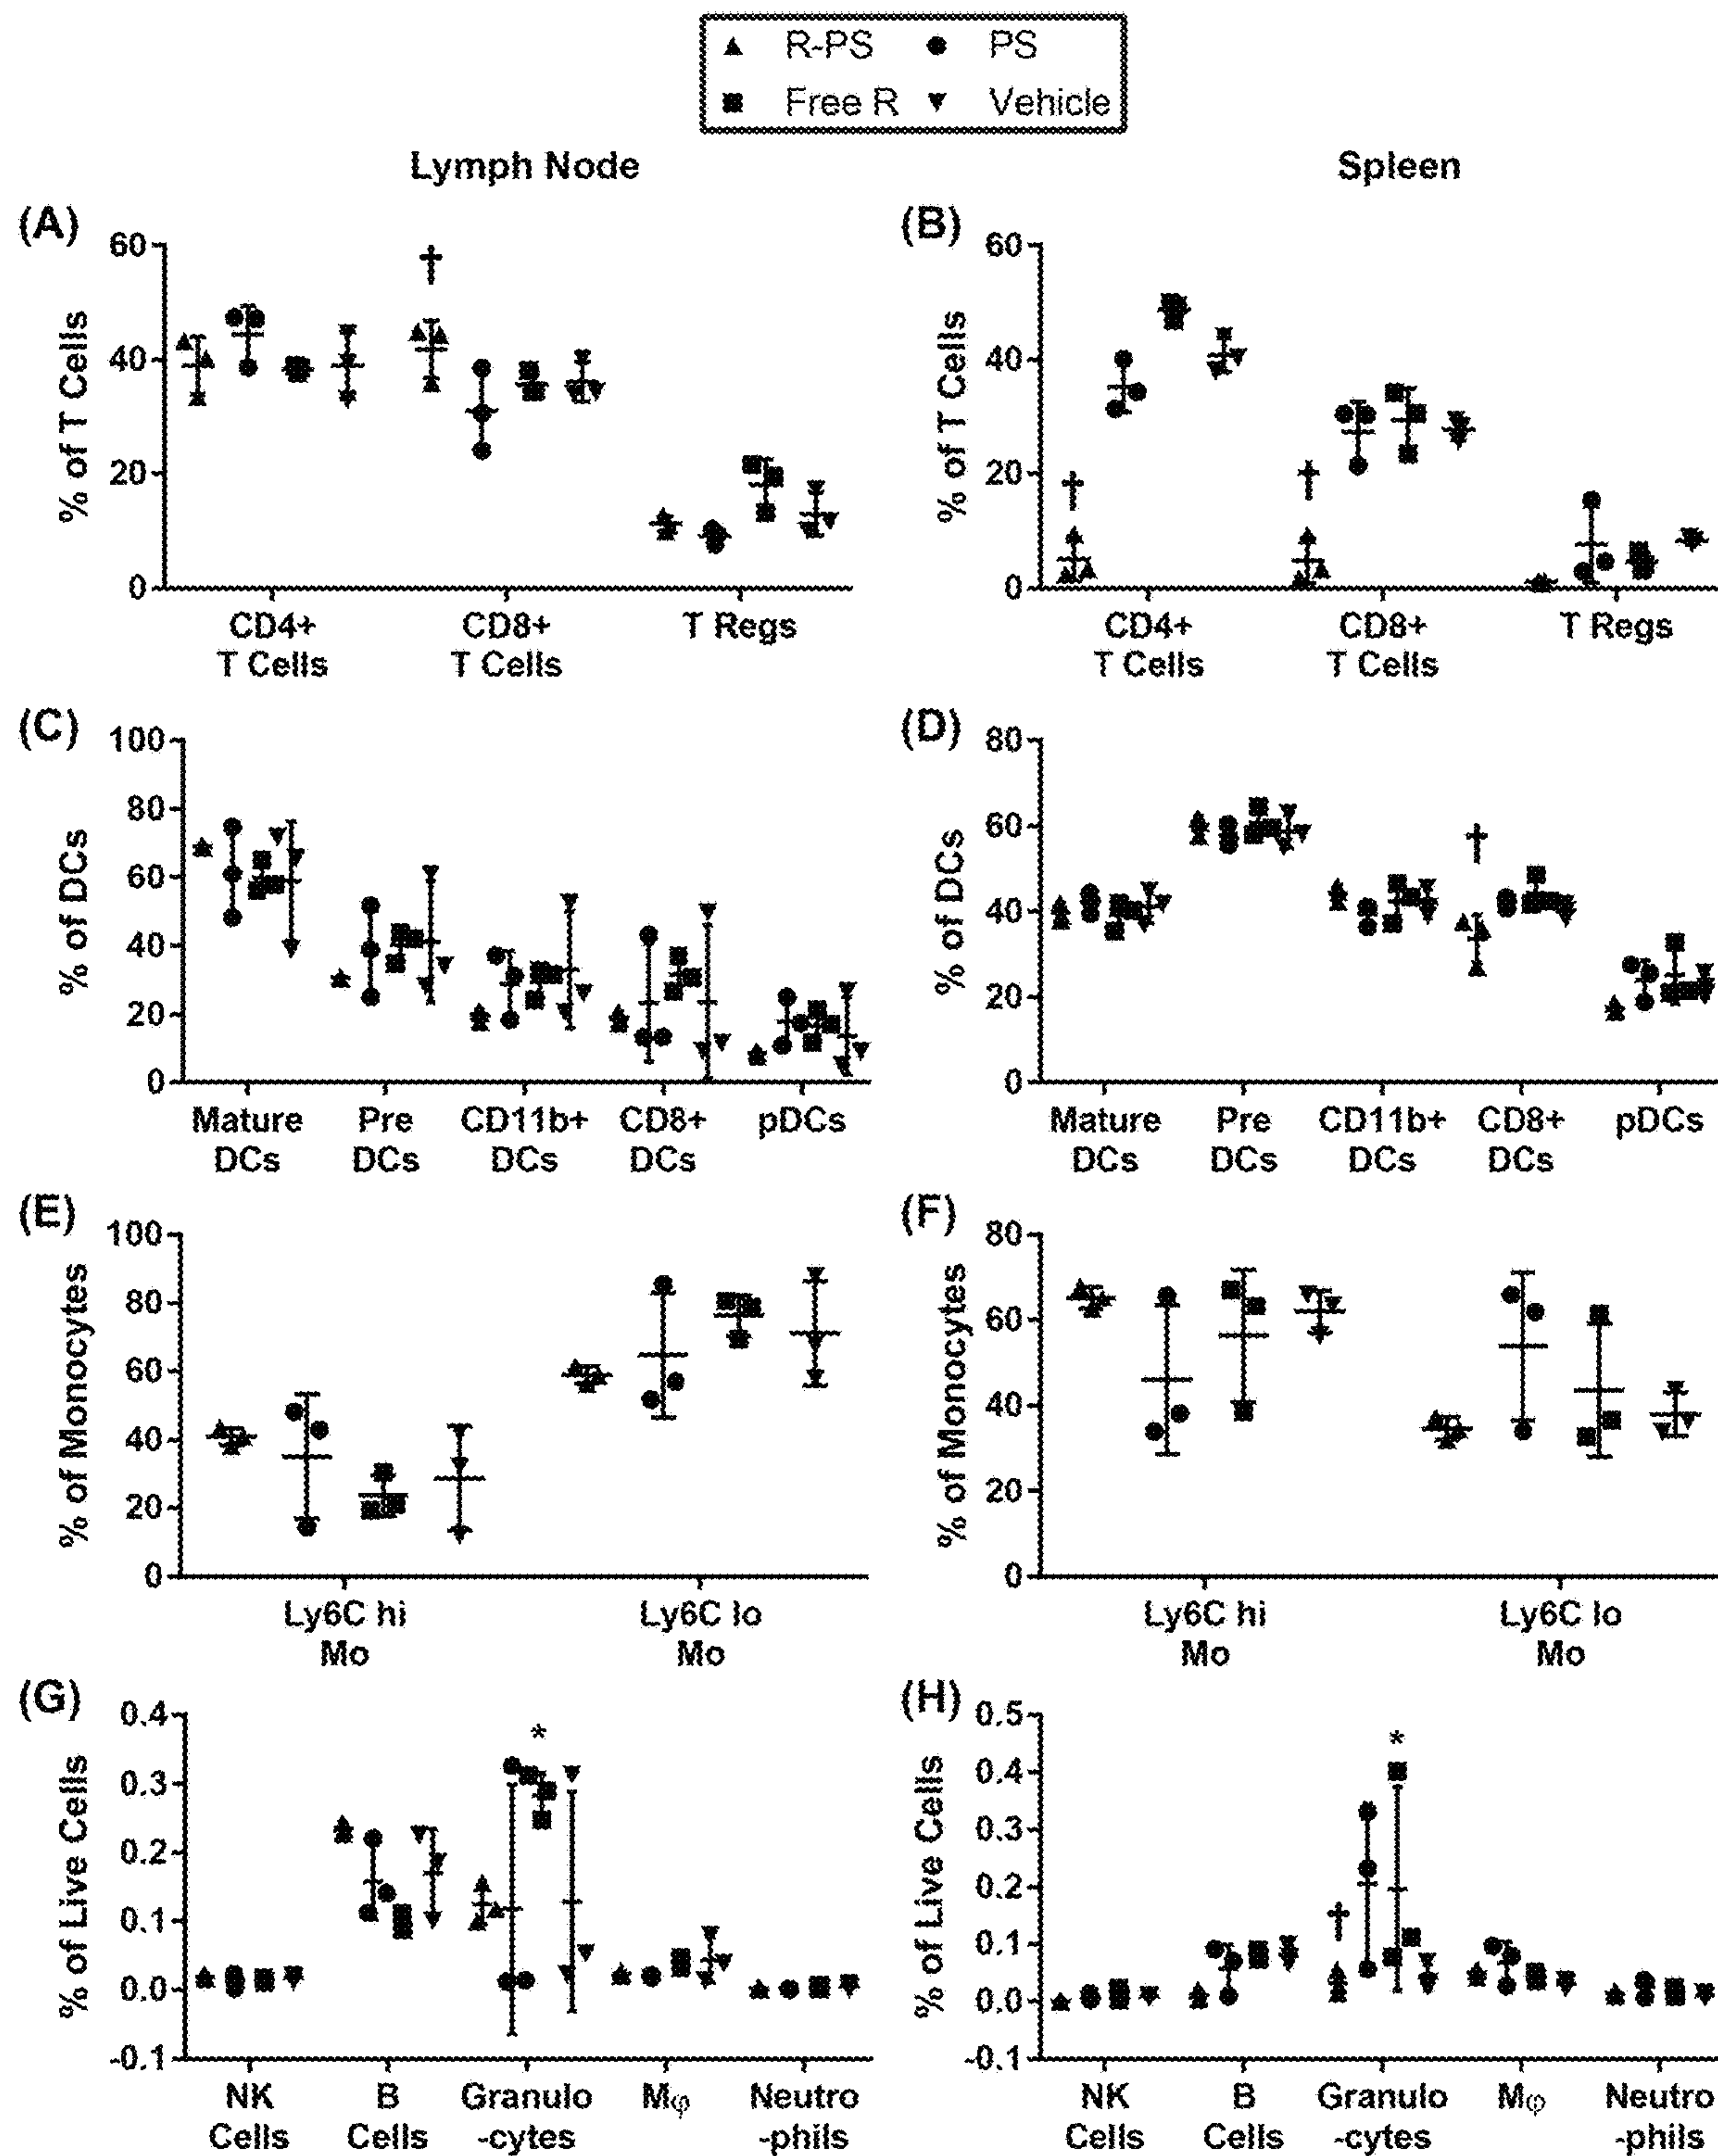 ▲ R-PS ● PS
■ Free R ▼ Vehicle
Lymph Node
Spleen
(A)
% of T Cells
60
40
20
0
†
CD4+
T Cells
CD8+
T Cells
T Regs
(B)
% of T Cells
60
40
20
0
†
†
CD4+
T Cells
CD8+
T Cells
T Regs
(C)
% of DCs
100
80
60
40
20
0
Mature
DCs
Pre
DCs
CD11b+
DCs
CD8+
DCs
pDCs
(D)
% of DCs
80
60
40
20
0
†
Mature
DCs
Pre
DCs
CD11b+
DCs
CD8+
DCs
pDCs
(E)
% of Monocytes
100
80
60
40
20
0
Ly6C hi
Mo
Ly6C lo
Mo
(F)
% of Monocytes
80
60
40
20
0
Ly6C hi
Mo
Ly6C lo
Mo
(G)
% of Live Cells
0.4
0.3
0.2
0.1
0.0
-0.1
*
NK
Cells
B
Cells
Granulo
-cytes
Mφ
Neutro
-phils
(H)
% of Live Cells
0.5
0.4
0.3
0.2
0.1
0.0
-0.1
†
*
NK
Cells
B
Cells
Granulo
-cytes
Mφ
Neutro
-phils